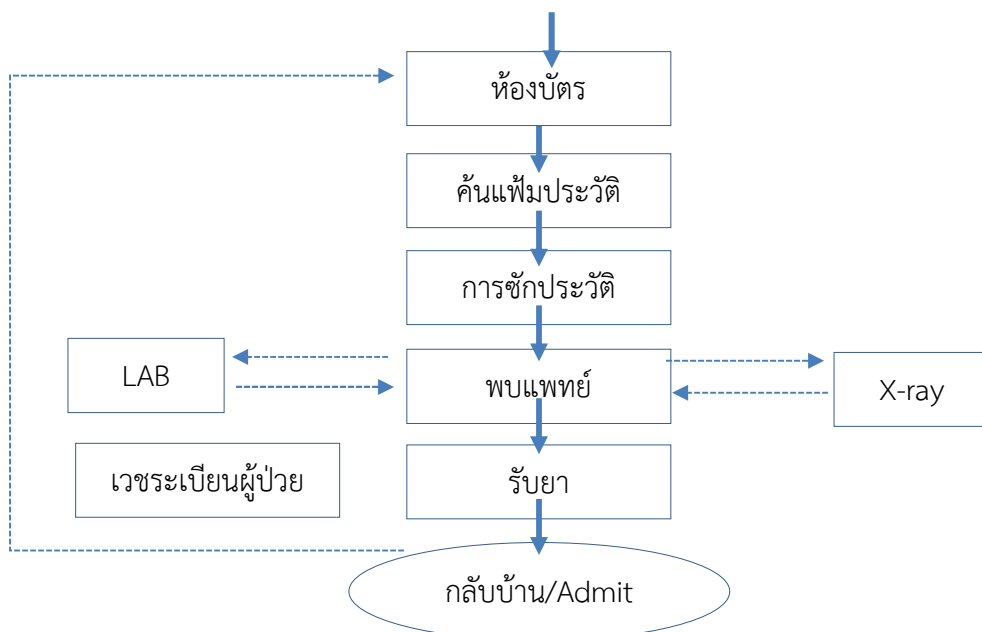 ห้องบัตร
ค้นแฟ้มประวัติ
การซักประวัติ
LAB
พบแพทย์
X-ray
เวชระเบียนผู้ป่วย
รับยา
กลับบ้าน/Admit